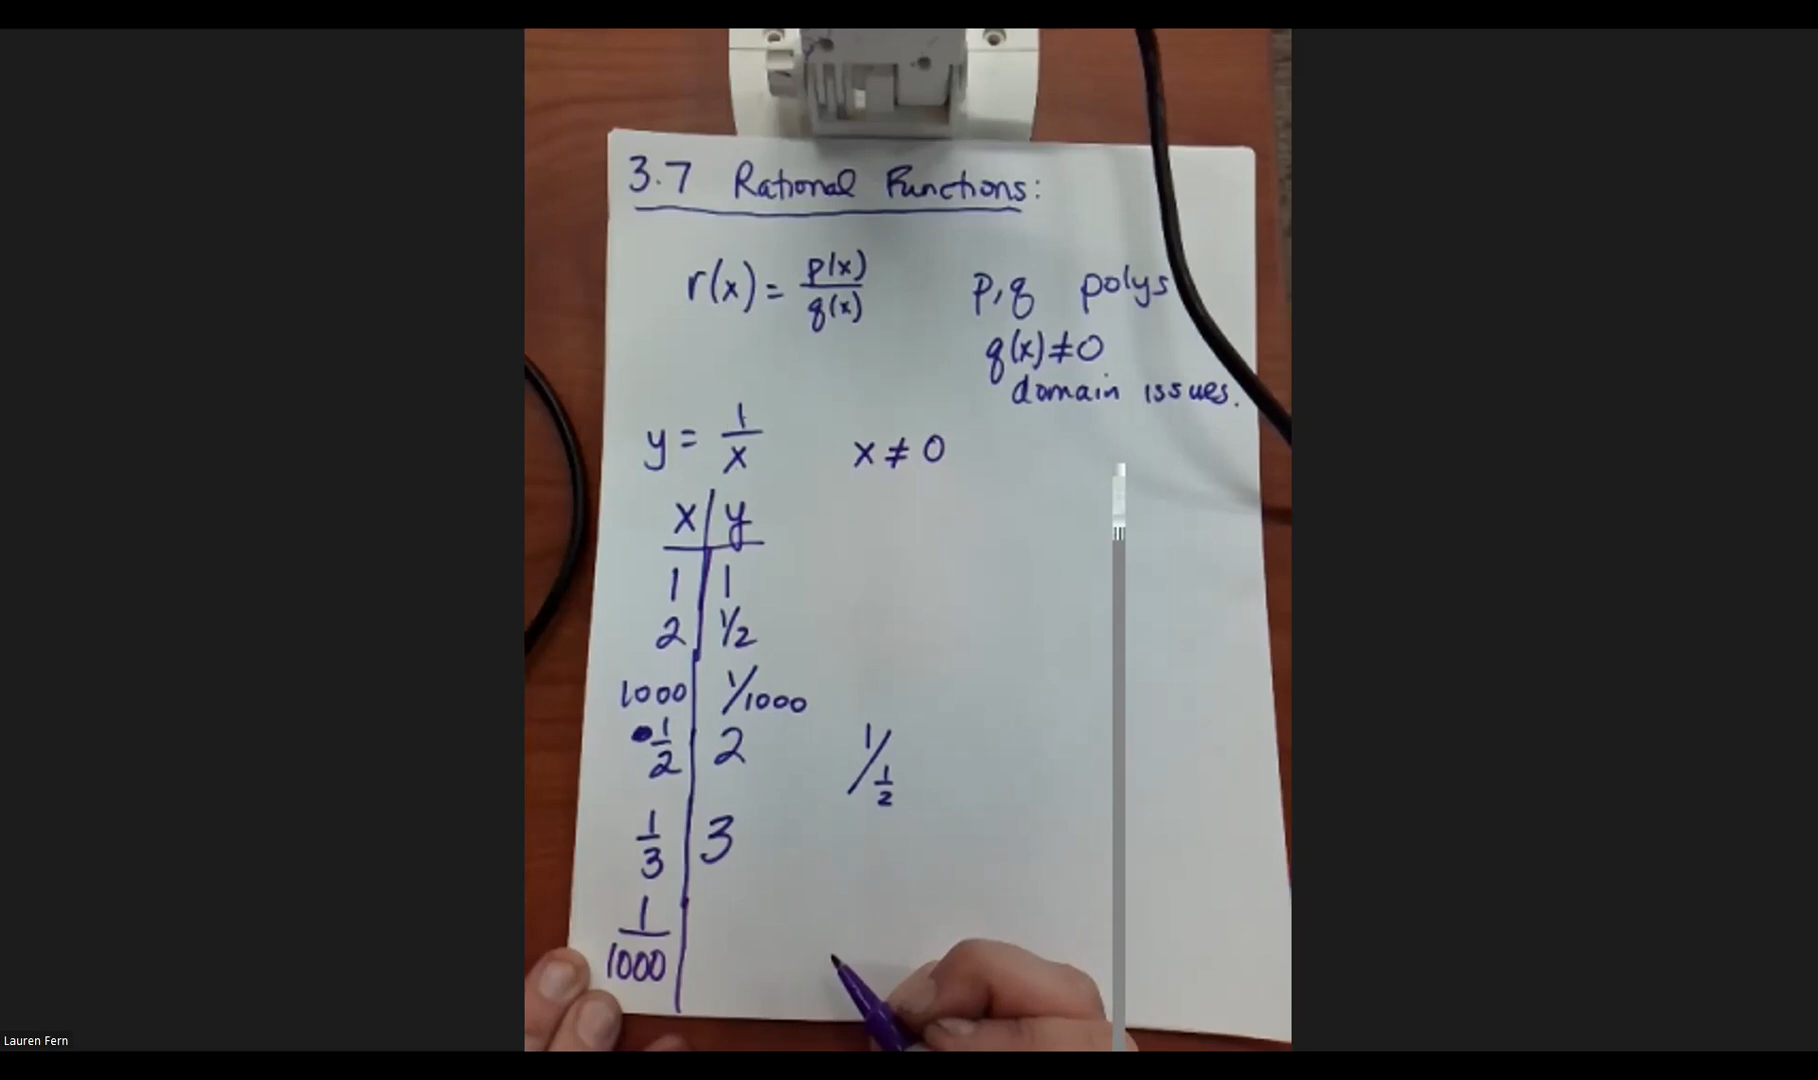 3.7 Rational Functions:
r(x) = p(x)/q(x) p,q polys
q(x)≠0
domain issues.
y = 1/x x ≠ 0
x | y
1 | 1
2 | 1/2
1000 | 1/1000
1/2 | 2 1/(1/2)
1/3 | 3
1/1000 |
Lauren Fern